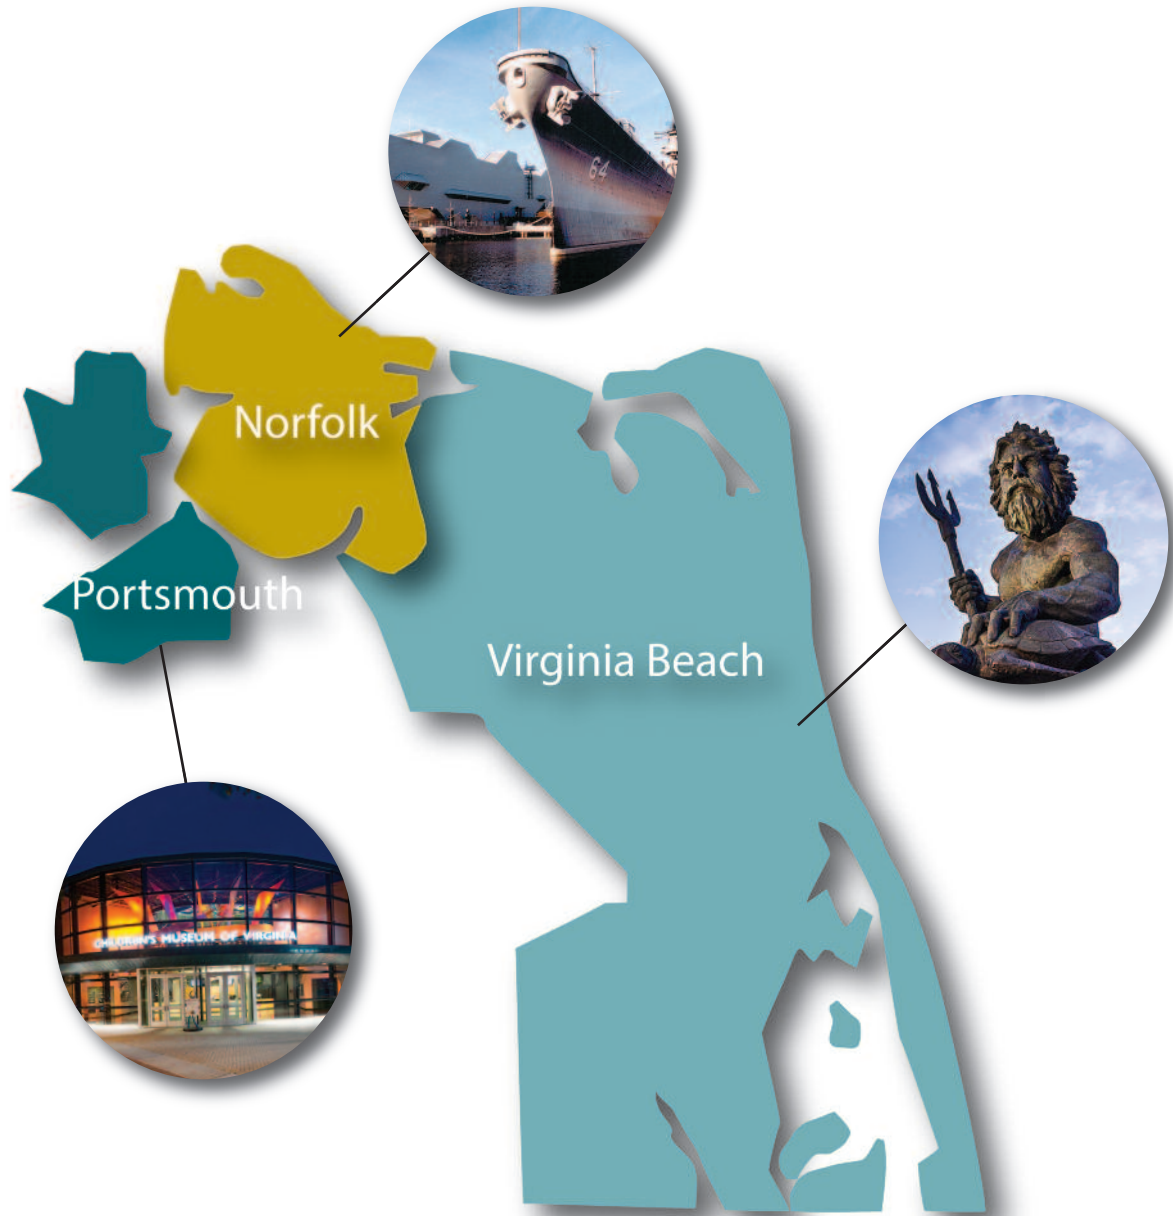 64
Norfolk
Portsmouth
Virginia Beach
CHILDREN'S MUSEUM OF VIRGINIA